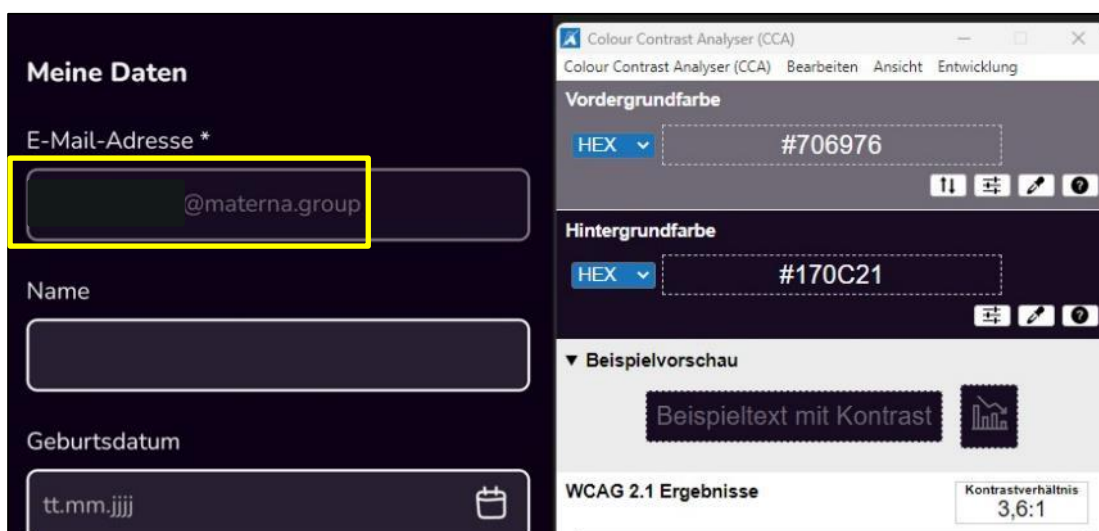 Meine Daten
E-Mail-Adresse *
@materna.group
Name
Geburtsdatum
tt.mm.jjjj
Colour Contrast Analyser (CCA)
Colour Contrast Analyser (CCA) Bearbeiten Ansicht Entwicklung
Vordergrundfarbe
HEX #706976
Hintergrundfarbe
HEX #170C21
▼ Beispielvorschau
Beispieltext mit Kontrast
WCAG 2.1 Ergebnisse
Kontrastverhältnis
3,6:1